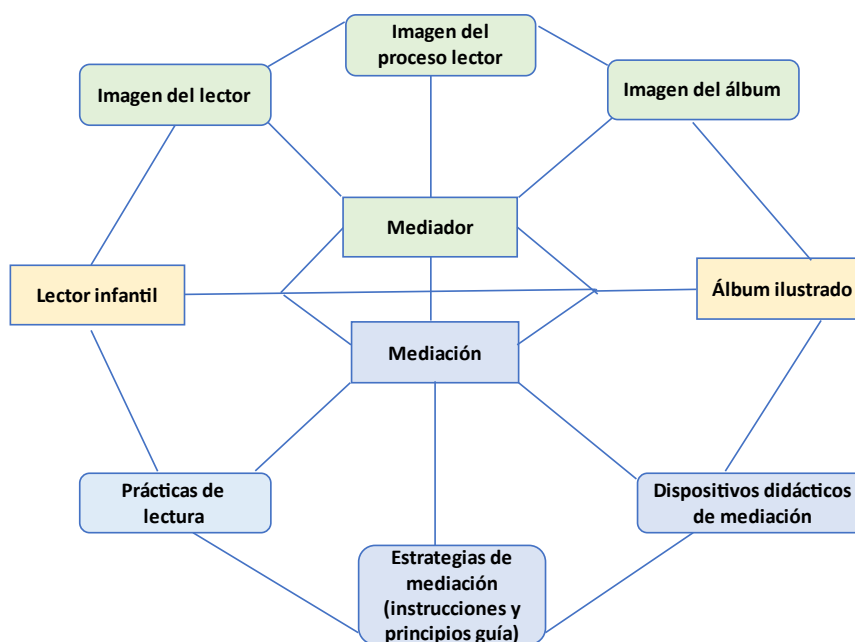 Imagen del
proceso lector
Imagen del lector
Imagen del álbum
Mediador
Lector infantil
Álbum ilustrado
Mediación
Prácticas de
lectura
Dispositivos didácticos
de mediación
Estrategias de
mediación
(instrucciones y
principios guía)